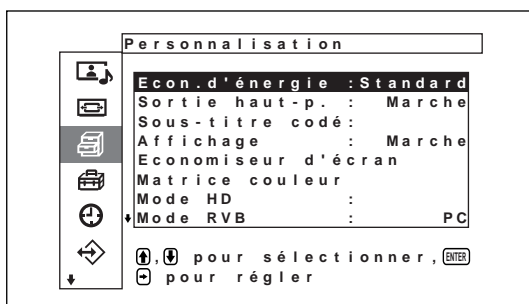 Personnalisation
Econ.d'énergie :Standard
Sortie haut-p. : Marche
Sous-titre codé:
Affichage : Marche
Economiseur d'écran
Matrice couleur
Mode HD :
Mode RVB : PC
, pour sélectionner, ENTER
pour régler